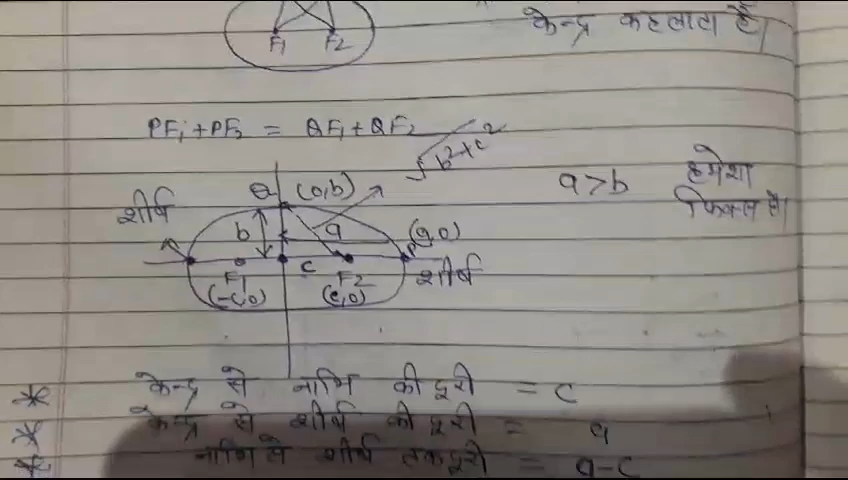 F1 F2
केन्द्र कहलाता है।
PF1+PF2 = QF1+QF2
√b²+c²
a>b हमेशा
फिक्स है।
Q (0,b)
शीर्ष
b a (a,0)
P
F1 c F2 शीर्ष
(-c,0) (c,0)
* केन्द्र से नाभि की दूरी = c
* केन्द्र से शीर्ष की दूरी = a
* नाभि से शीर्ष तक दूरी = a-c